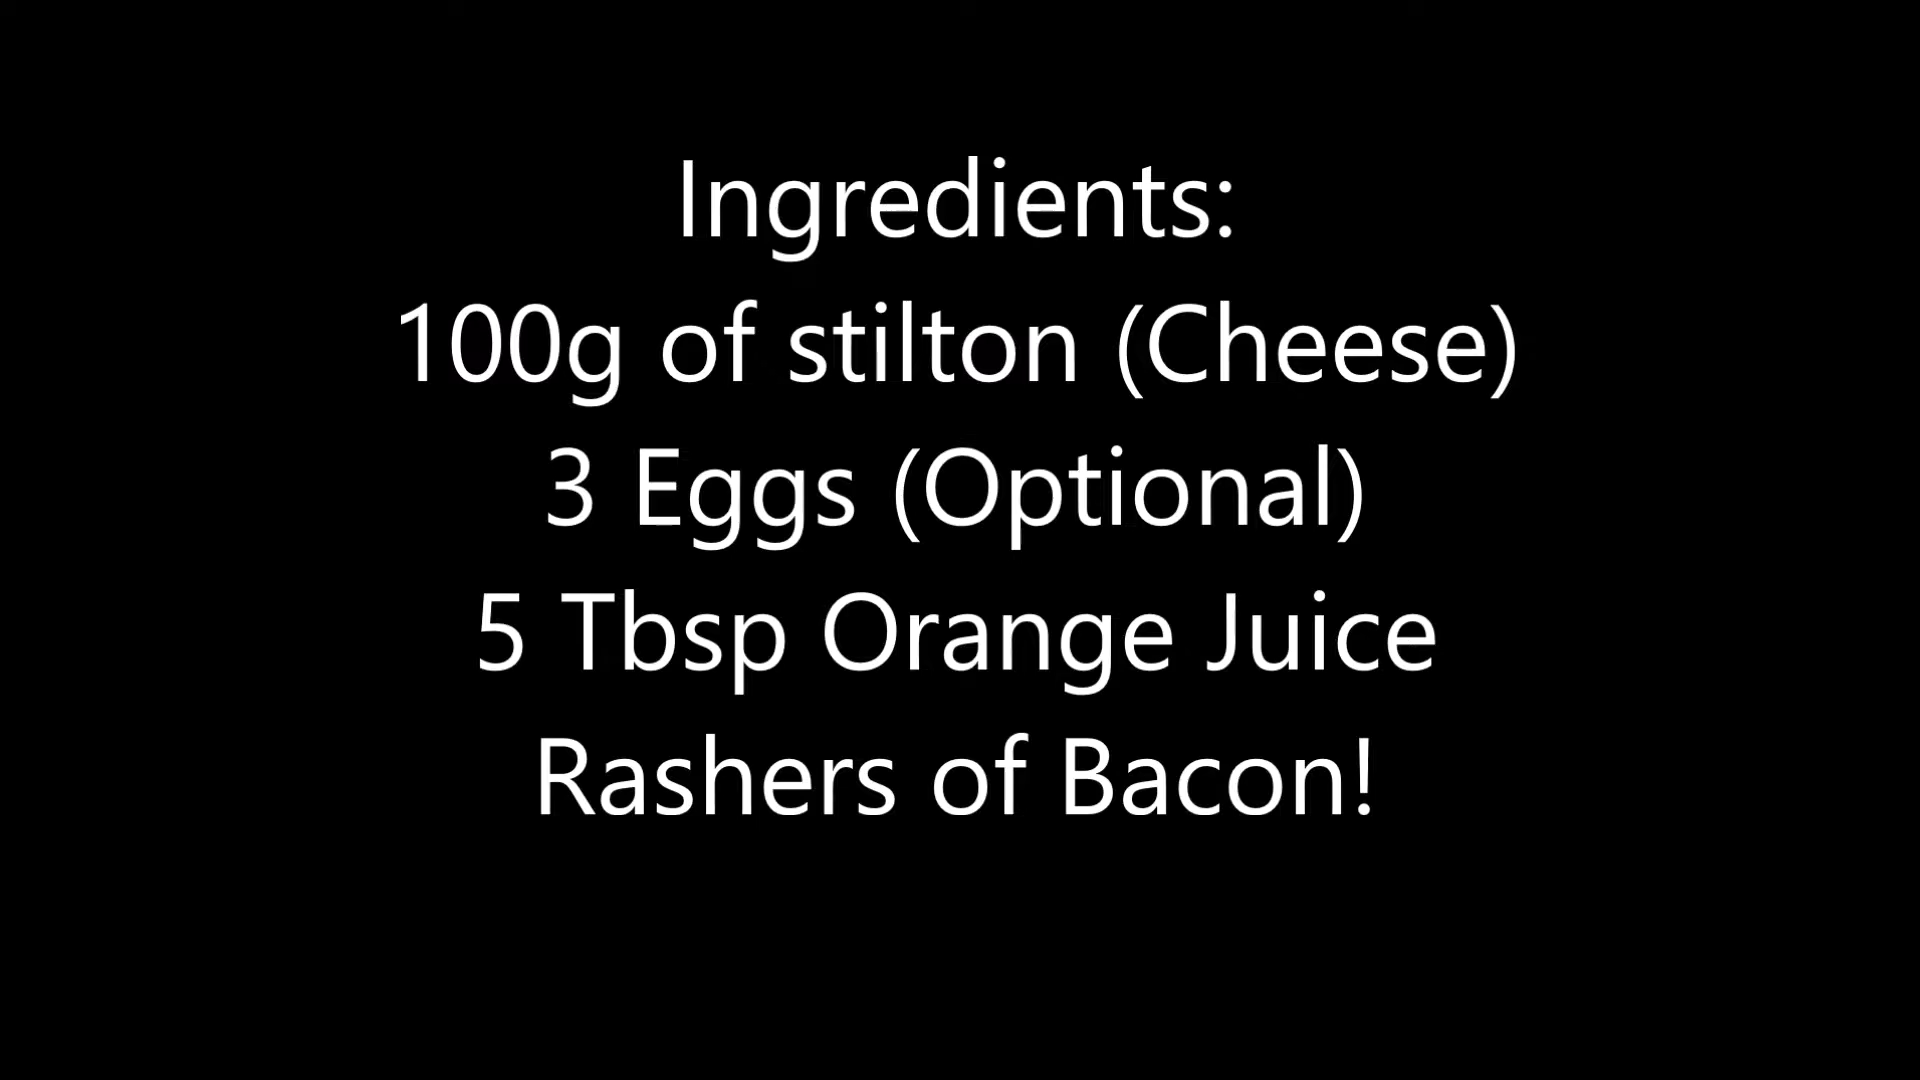 Ingredients:
100g of stilton (Cheese)
3 Eggs (Optional)
5 Tbsp Orange Juice
Rashers of Bacon!